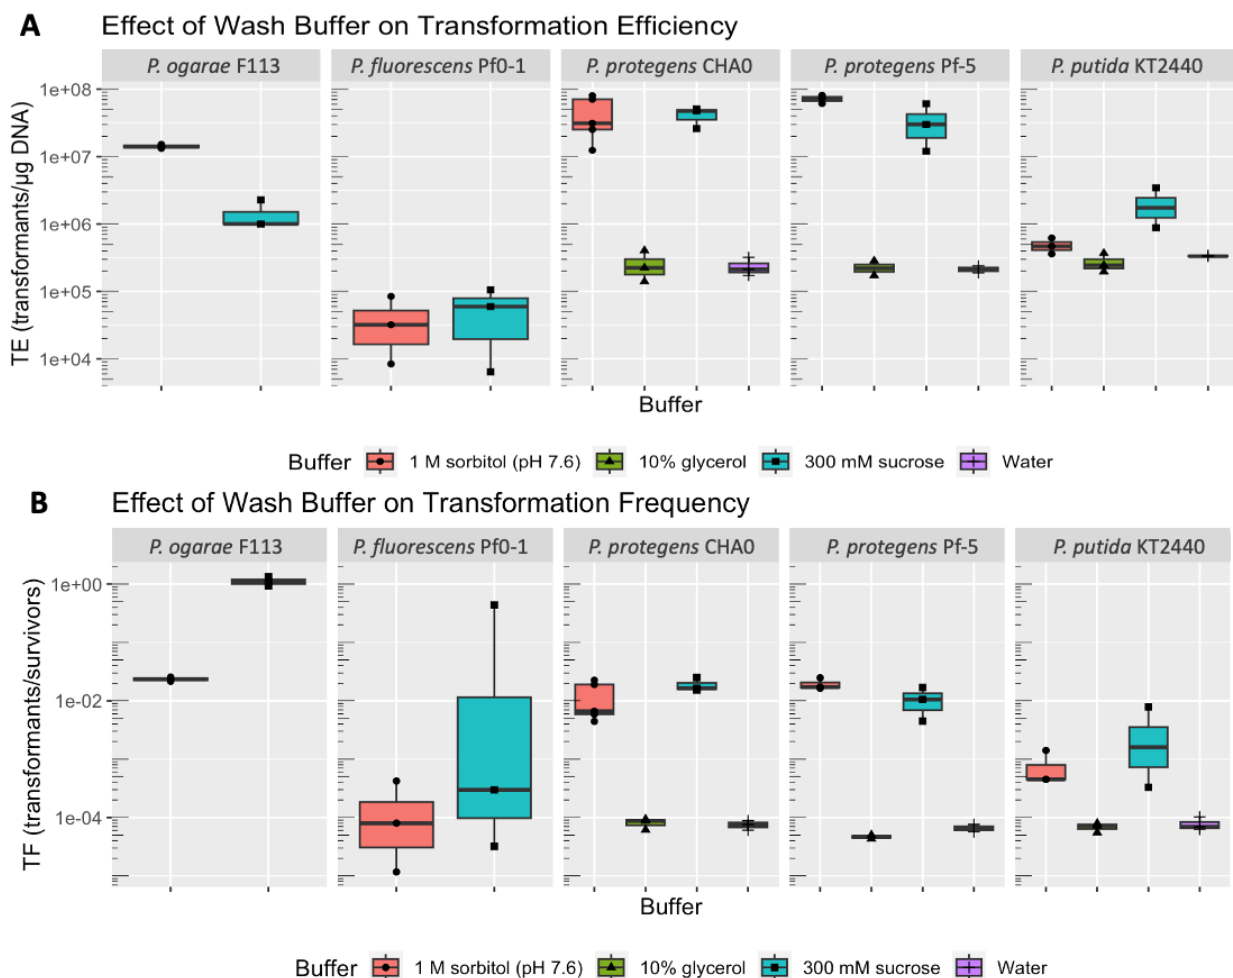 A Effect of Wash Buffer on Transformation Efficiency
P. ogarae F113 P. fluorescens Pf0-1 P. protegens CHA0 P. protegens Pf-5 P. putida KT2440
TE (transformants/µg DNA)
1e+08
1e+07
1e+06
1e+05
1e+04
Buffer
Buffer 1 M sorbitol (pH 7.6) 10% glycerol 300 mM sucrose Water
B Effect of Wash Buffer on Transformation Frequency
P. ogarae F113 P. fluorescens Pf0-1 P. protegens CHA0 P. protegens Pf-5 P. putida KT2440
TF (transformants/survivors)
1e+00
1e-02
1e-04
Buffer
Buffer 1 M sorbitol (pH 7.6) 10% glycerol 300 mM sucrose Water